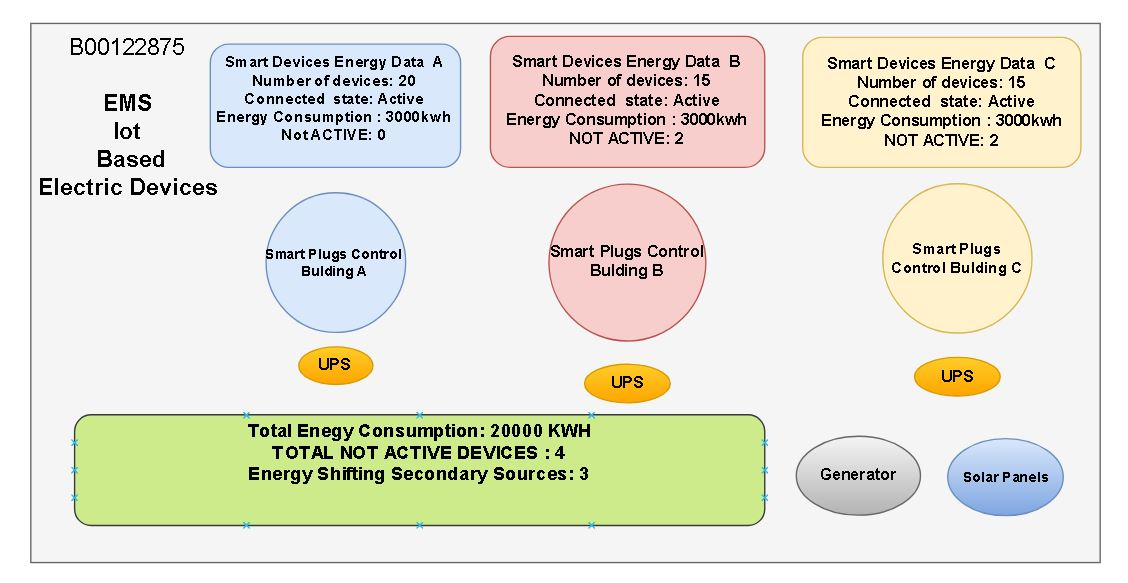 B00122875
EMS
Iot
Based
Electric Devices
Smart Devices Energy Data A
Number of devices: 20
Connected state: Active
Energy Consumption : 3000kwh
Not ACTIVE: 0
Smart Devices Energy Data B
Number of devices: 15
Connected state: Active
Energy Consumption : 3000kwh
NOT ACTIVE: 2
Smart Devices Energy Data C
Number of devices: 15
Connected state: Active
Energy Consumption : 3000kwh
NOT ACTIVE: 2
Smart Plugs Control
Bulding A
Smart Plugs Control
Bulding B
Smart Plugs
Control Bulding C
UPS
UPS
UPS
Total Enegy Consumption: 20000 KWH
TOTAL NOT ACTIVE DEVICES : 4
Energy Shifting Secondary Sources: 3
Generator
Solar Panels